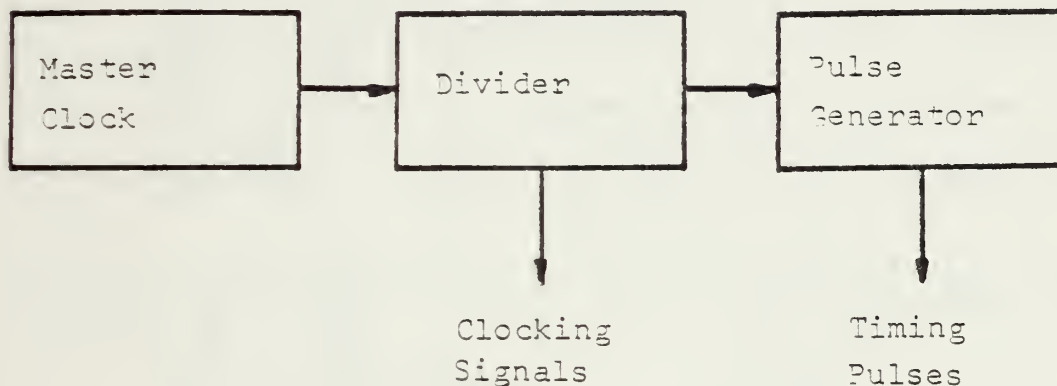 Master
Clock
Divider
Pulse
Generator
Clocking
Signals
Timing
Pulses